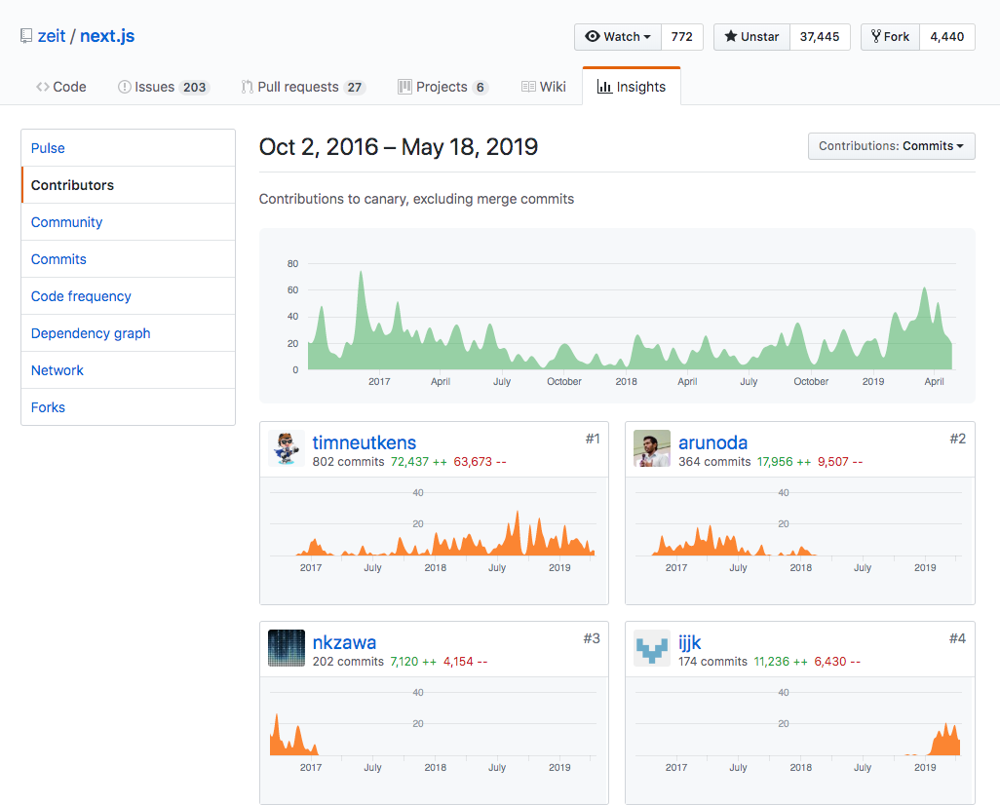 zeit / next.js
Watch 772 Unstar 37,445 Fork 4,440
Code Issues 203 Pull requests 27 Projects 6 Wiki Insights
Pulse
Contributors
Community
Commits
Code frequency
Dependency graph
Network
Forks
Oct 2, 2016 – May 18, 2019
Contributions: Commits
Contributions to canary, excluding merge commits
80
60
40
20
0
2017 April July October 2018 April July October 2019 April
timneutkens #1
802 commits 72,437 ++ 63,673 --
40
20
2017 July 2018 July 2019
arunoda #2
364 commits 17,956 ++ 9,507 --
40
20
2017 July 2018 July 2019
nkzawa #3
202 commits 7,120 ++ 4,154 --
40
20
2017 July 2018 July 2019
ijjk #4
174 commits 11,236 ++ 6,430 --
40
20
2017 July 2018 July 2019